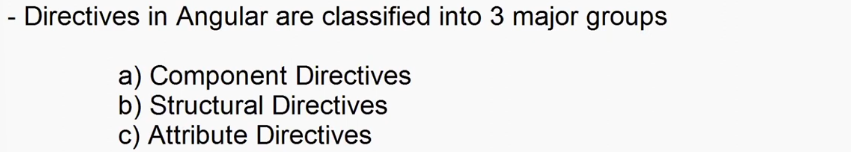 - Directives in Angular are classified into 3 major groups
a) Component Directives
b) Structural Directives
c) Attribute Directives